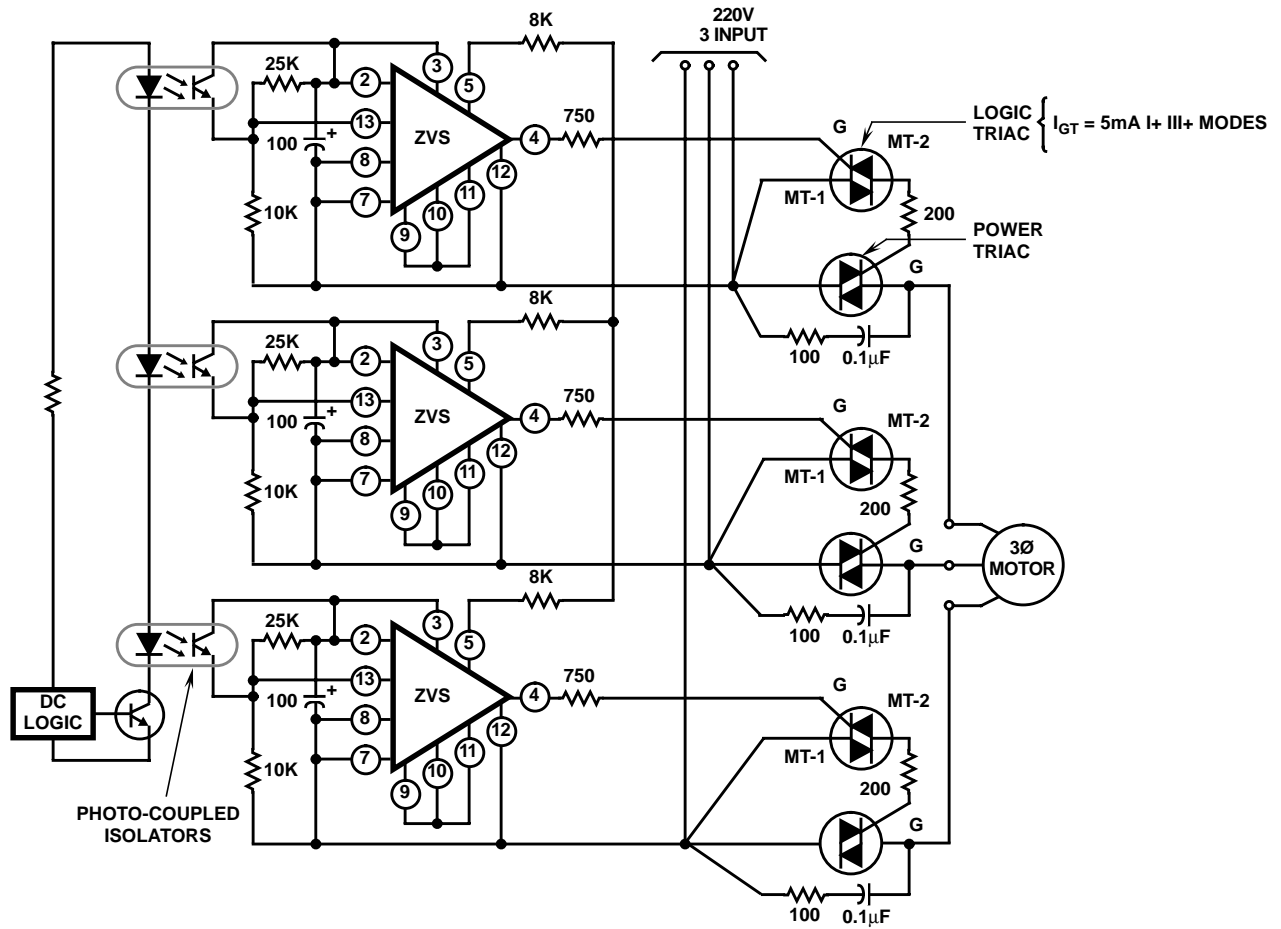 220V
3 INPUT
8K
25K
2
3
5
13
100
+
ZVS
4
750
8
12
7
11
10
9
10K
G
MT-2
MT-1
LOGIC
TRIAC
I_GT = 5mA I+ III+ MODES
200
POWER
TRIAC
G
100
0.1µF
8K
25K
2
3
5
13
100
+
ZVS
4
750
8
12
7
11
10
9
10K
G
MT-2
MT-1
200
G
100
0.1µF
3Ø
MOTOR
8K
25K
2
3
5
13
100
+
ZVS
4
750
8
12
7
11
10
9
10K
G
MT-2
MT-1
200
G
100
0.1µF
DC
LOGIC
PHOTO-COUPLED
ISOLATORS